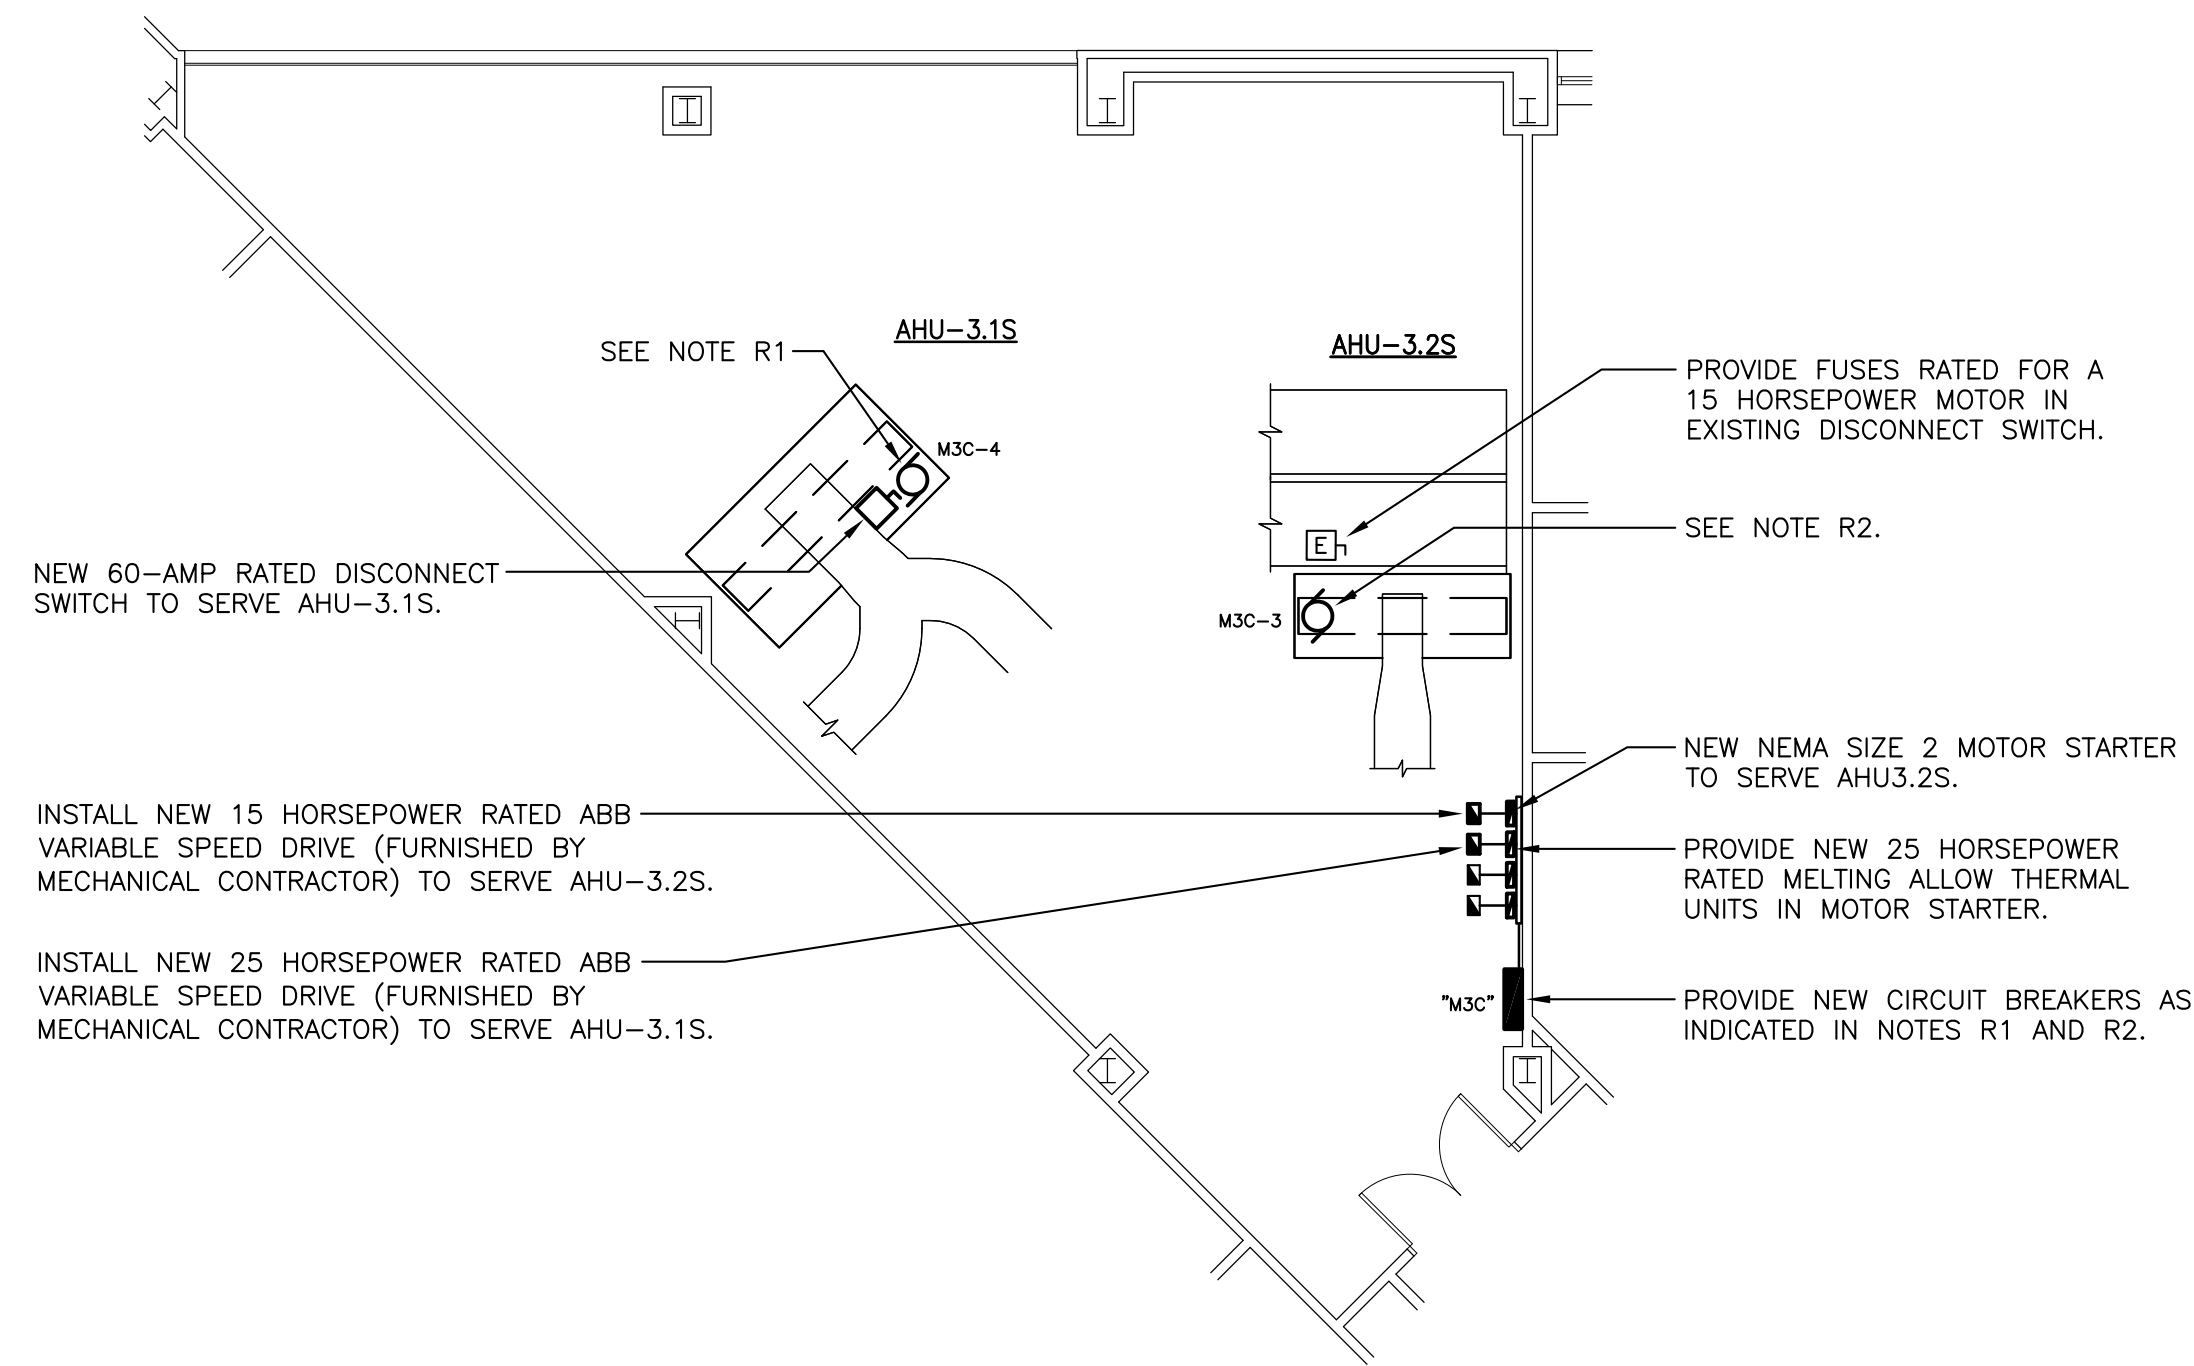 AHU-3.1S
SEE NOTE R1
M3C-4
NEW 60-AMP RATED DISCONNECT
SWITCH TO SERVE AHU-3.1S.
AHU-3.2S
PROVIDE FUSES RATED FOR A
15 HORSEPOWER MOTOR IN
EXISTING DISCONNECT SWITCH.
E
SEE NOTE R2.
M3C-3
NEW NEMA SIZE 2 MOTOR STARTER
TO SERVE AHU3.2S.
INSTALL NEW 15 HORSEPOWER RATED ABB
VARIABLE SPEED DRIVE (FURNISHED BY
MECHANICAL CONTRACTOR) TO SERVE AHU-3.2S.
PROVIDE NEW 25 HORSEPOWER
RATED MELTING ALLOW THERMAL
UNITS IN MOTOR STARTER.
INSTALL NEW 25 HORSEPOWER RATED ABB
VARIABLE SPEED DRIVE (FURNISHED BY
MECHANICAL CONTRACTOR) TO SERVE AHU-3.1S.
"M3C"
PROVIDE NEW CIRCUIT BREAKERS AS
INDICATED IN NOTES R1 AND R2.